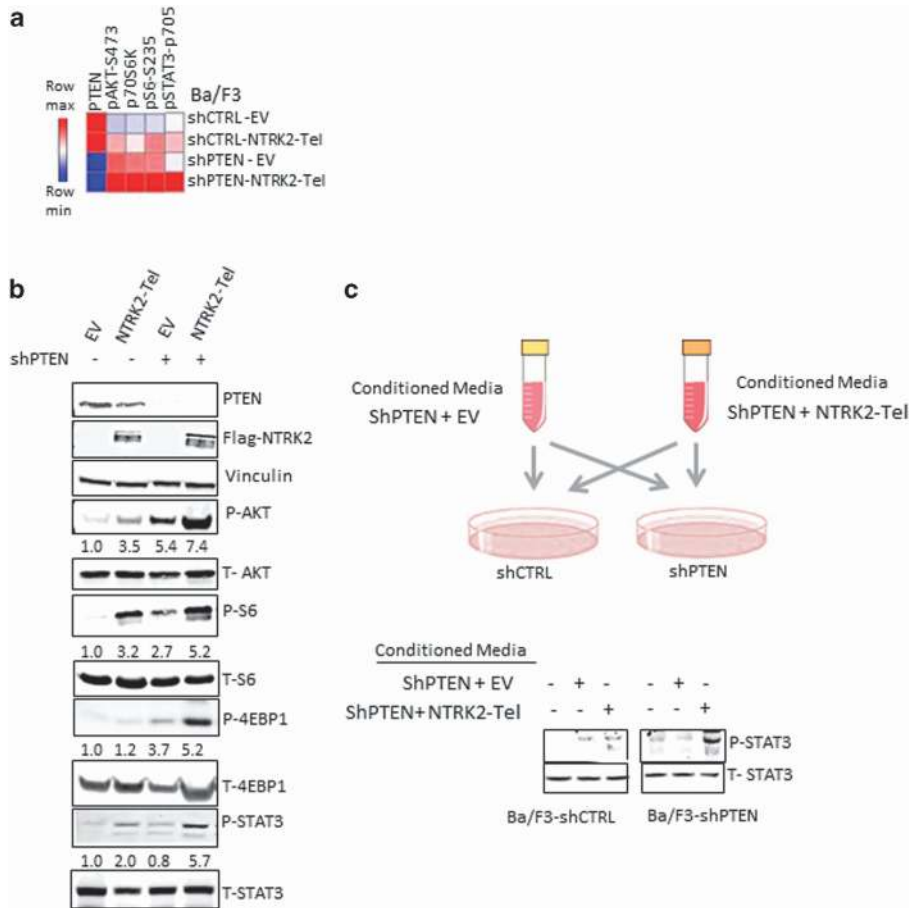 a
Row
max
Row
min
PTEN
pAKT-S473
p70S6K
pS6-S235
pSTAT3-p705
Ba/F3
shCTRL-EV
shCTRL-NTRK2-Tel
shPTEN-EV
shPTEN-NTRK2-Tel
b
EV NTRK2-Tel EV NTRK2-Tel
shPTEN - - + +
PTEN
Flag-NTRK2
Vinculin
P-AKT
1.0 3.5 5.4 7.4
T-AKT
P-S6
1.0 3.2 2.7 5.2
T-S6
P-4EBP1
1.0 1.2 3.7 5.2
T-4EBP1
P-STAT3
1.0 2.0 0.8 5.7
T-STAT3
c
Conditioned Media
ShPTEN + EV
Conditioned Media
ShPTEN + NTRK2-Tel
shCTRL
shPTEN
Conditioned Media
ShPTEN + EV - + - - + -
ShPTEN+NTRK2-Tel - - + - - +
P-STAT3
T-STAT3
Ba/F3-shCTRL
Ba/F3-shPTEN